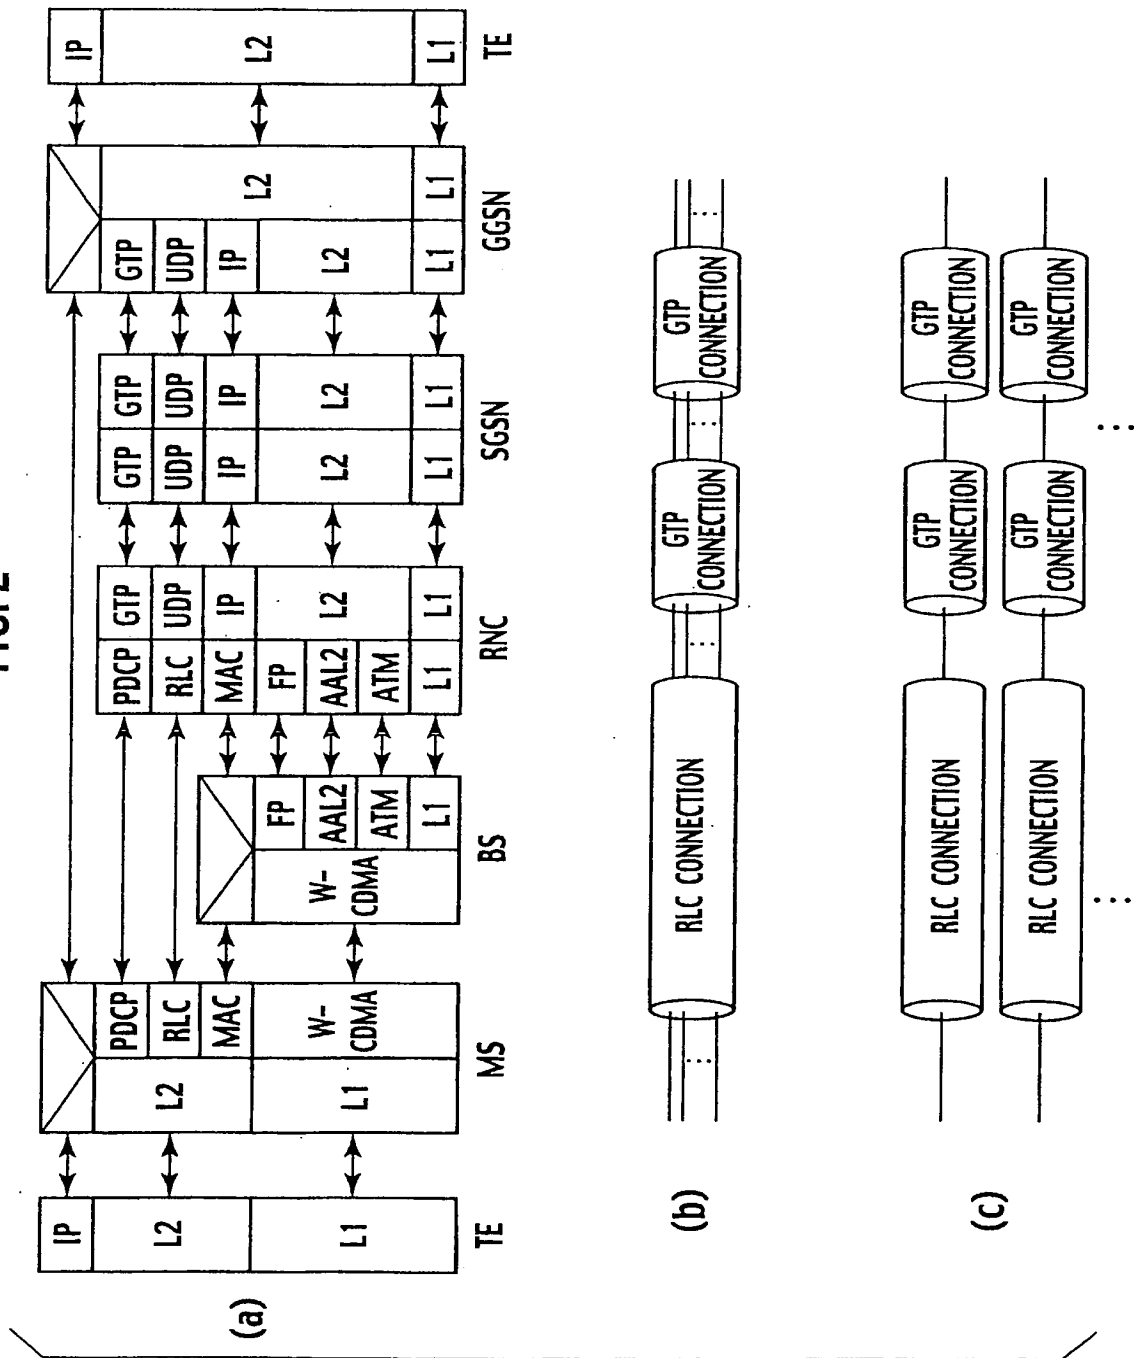 FIG. 2
(a)
IP
L2
L1
TE
L2
L1
PDCP
RLC
MAC
W-
CDMA
MS
W-
CDMA
FP
AAL2
ATM
L1
BS
PDCP
RLC
MAC
FP
AAL2
ATM
L1
GTP
UDP
IP
L2
L1
RNC
GTP
UDP
IP
L2
L1
GTP
UDP
IP
L2
L1
SGSN
GTP
UDP
IP
L2
L1
L2
L1
GGSN
IP
L2
L1
TE
(b)
RLC CONNECTION
GTP
CONNECTION
GTP
CONNECTION
(c)
RLC CONNECTION
GTP
CONNECTION
GTP
CONNECTION
RLC CONNECTION
GTP
CONNECTION
GTP
CONNECTION